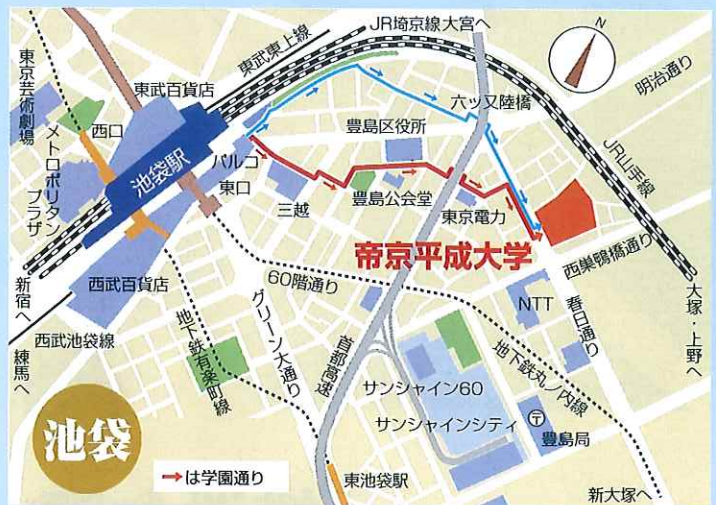 JR埼京線大宮へ
N
東武東上線
明治通り
東京芸術劇場
東武百貨店
六ッ又陸橋
西口
豊島区役所
メトロポリタン
プラザ
池袋駅
パルコ
東口
JR山手線
三越
豊島公会堂
東京電力
帝京平成大学
西巣鴨橋通り
新宿へ
西武百貨店
60階通り
NTT
春日通り
大塚・上野へ
西武池袋線
練馬へ
地下鉄有楽町線
グリーン大通り
首都高速
地下鉄丸ノ内線
サンシャイン60
サンシャインシティ
〒
豊島局
池袋
→は学園通り
東池袋駅
新大塚へ